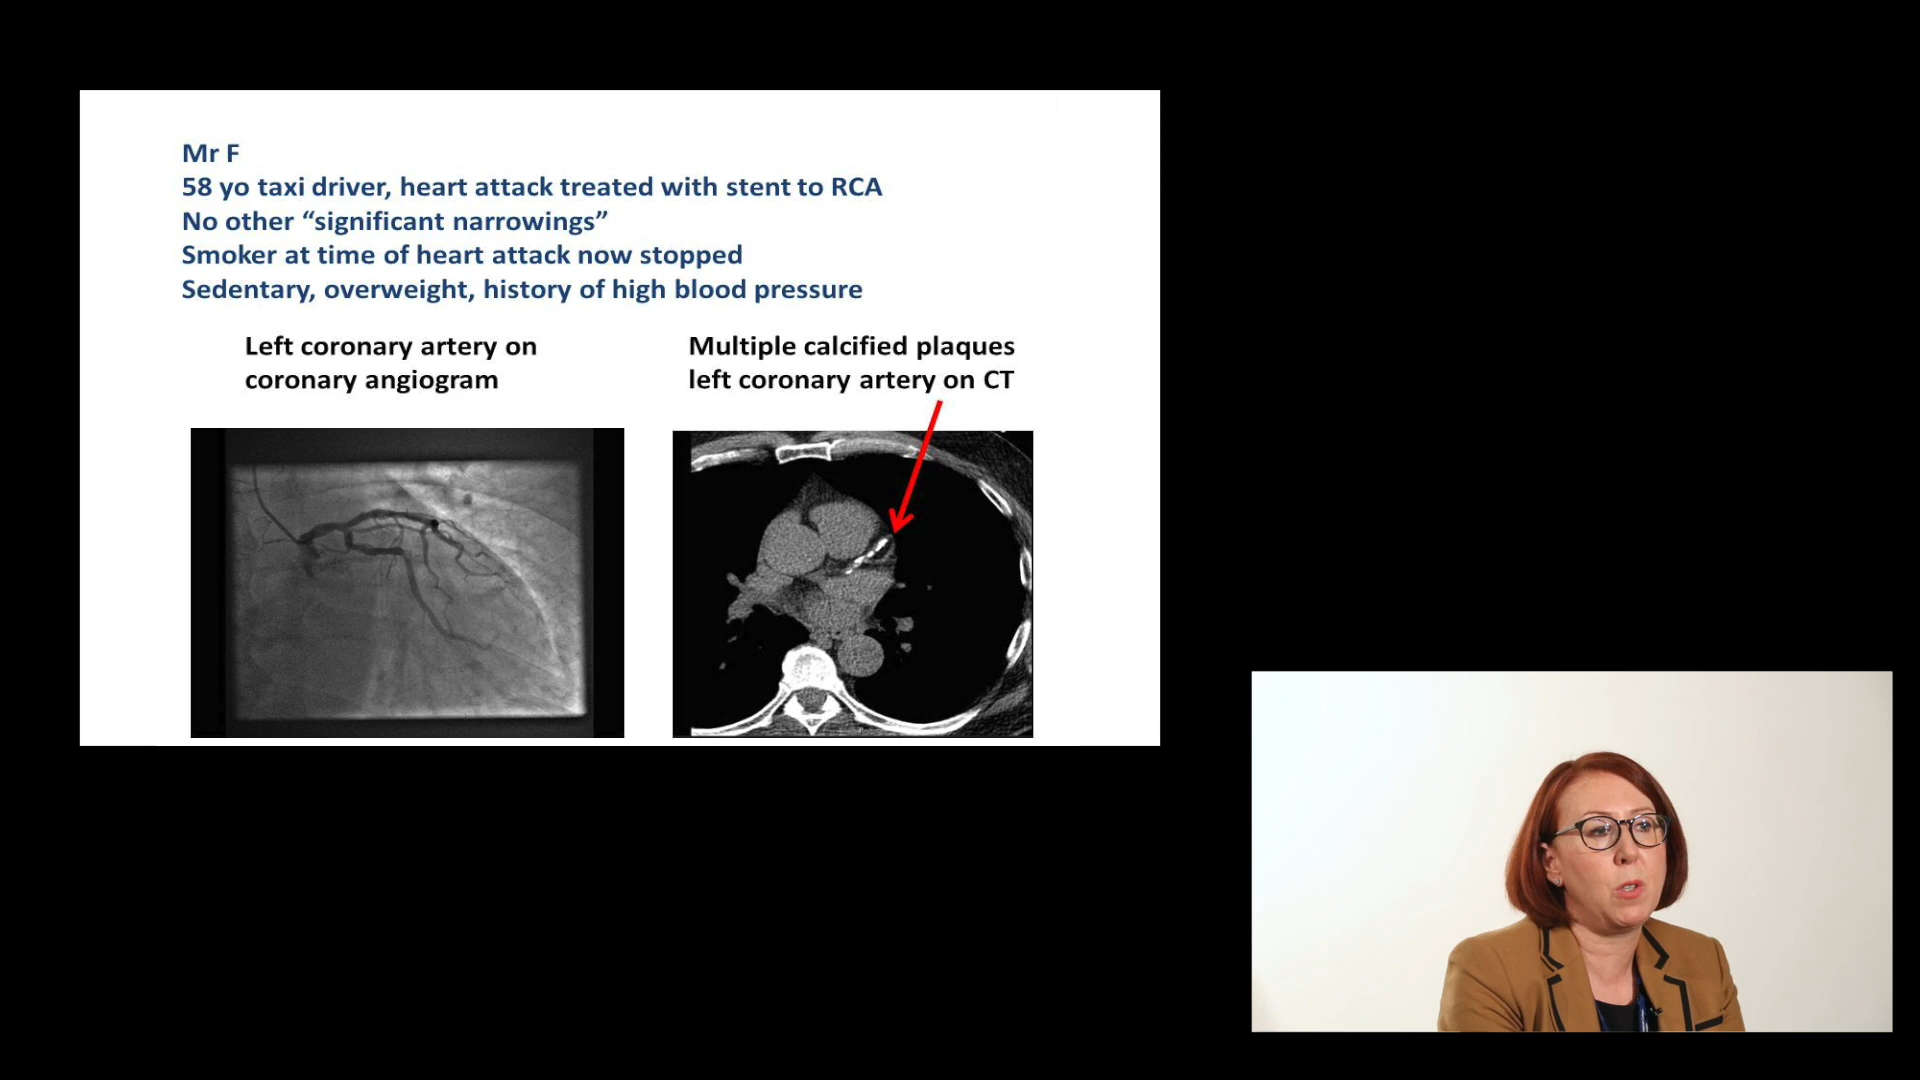 Mr F
58 yo taxi driver, heart attack treated with stent to RCA
No other “significant narrowings”
Smoker at time of heart attack now stopped
Sedentary, overweight, history of high blood pressure
Left coronary artery on
coronary angiogram
Multiple calcified plaques
left coronary artery on CT